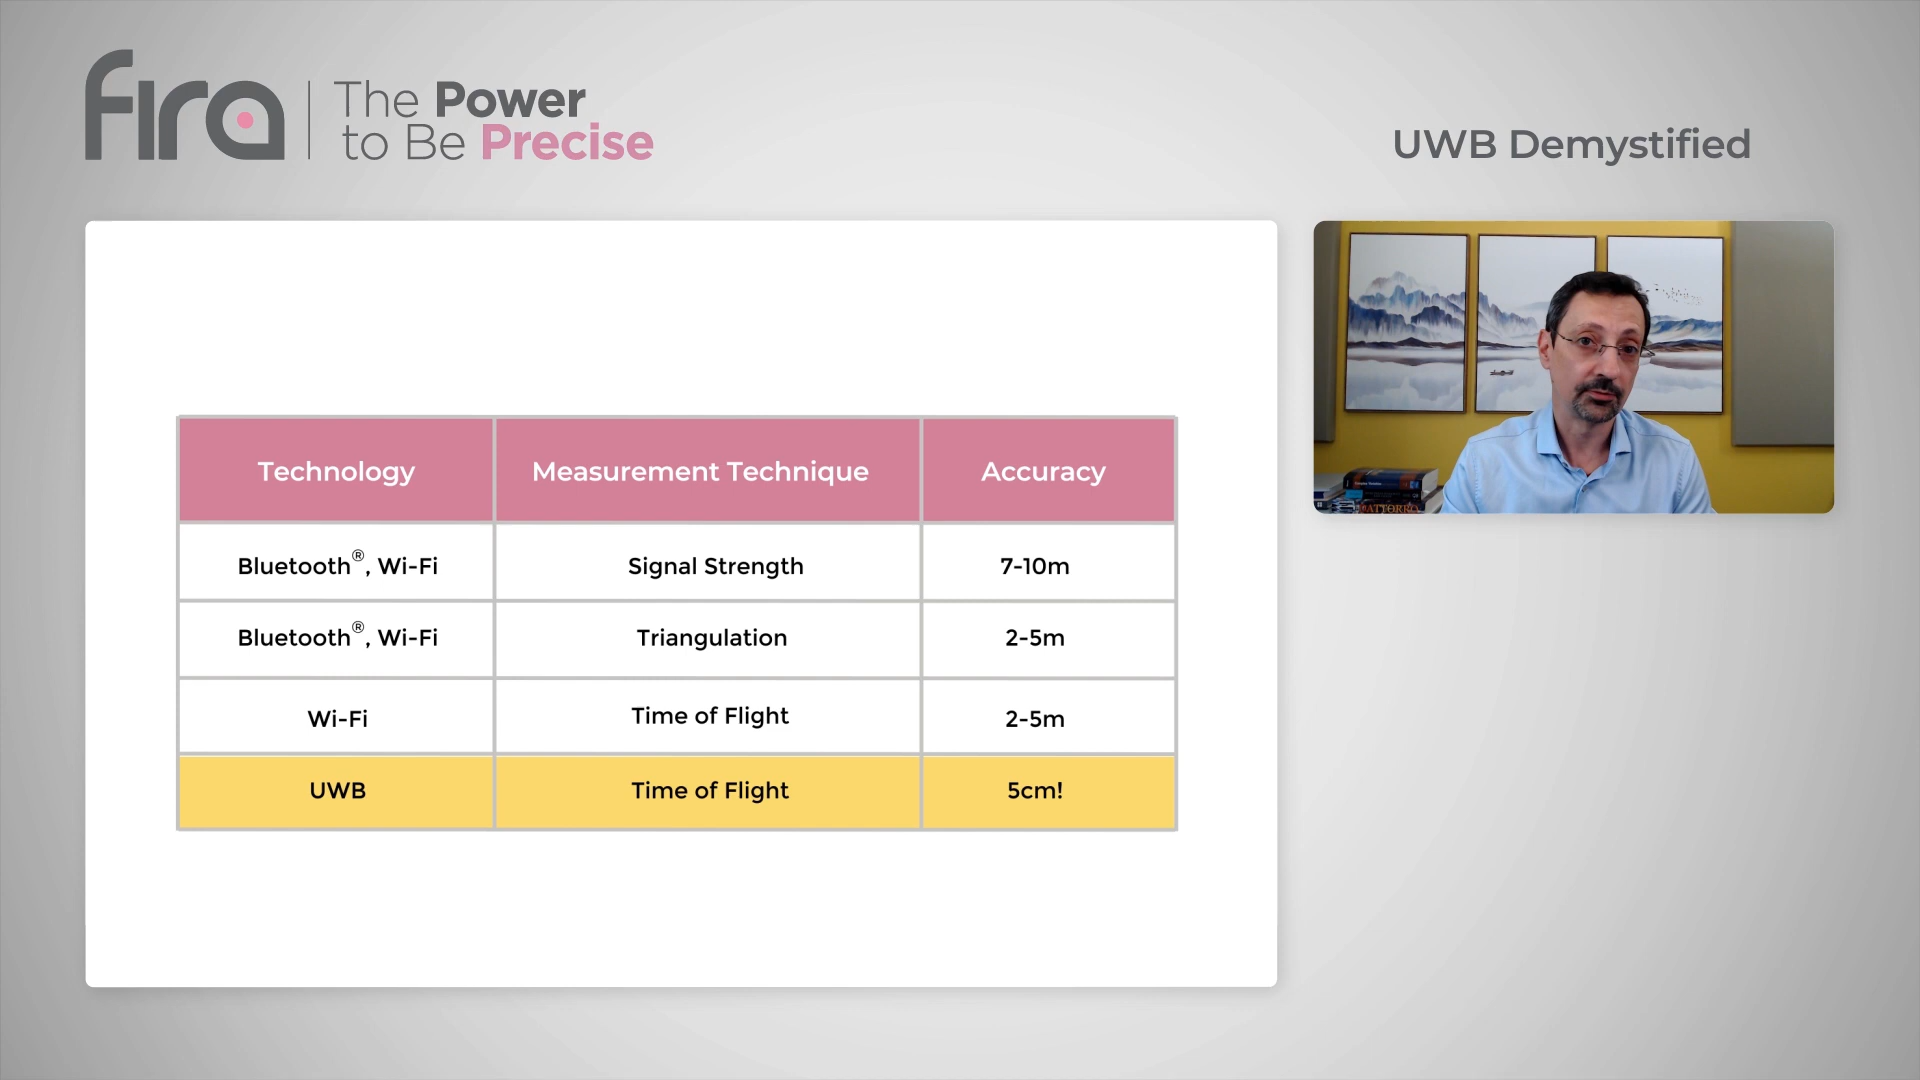 fira
The Power
to Be Precise
UWB Demystified
Technology Measurement Technique Accuracy
Bluetooth®, Wi-Fi Signal Strength 7-10m
Bluetooth®, Wi-Fi Triangulation 2-5m
Wi-Fi Time of Flight 2-5m
UWB Time of Flight 5cm!